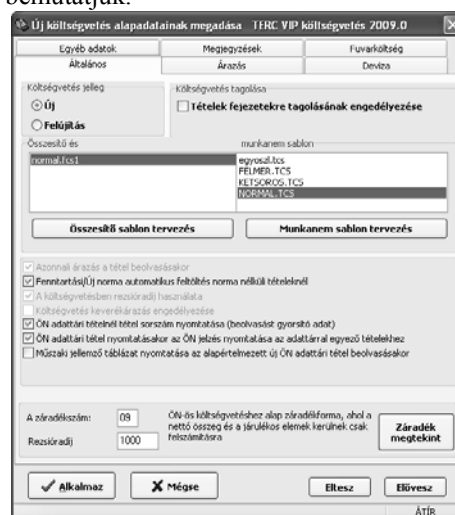 bemutatjuk.
Új költségvetés alapadatainak megadása TERC VIP költségvetés 2009.0
Egyéb adatok Megjegyzések Fuvarköltség
Általános Árazás Deviza
Költségvetés jelleg
Új
Felújítás
Költségvetés tagolása
Tételek fejezetekre tagolásának engedélyezése
Összesítő és munkanem sablon
normal.fcs1
egyoszl.tcs
FELMER.TCS
KETSOROS.TCS
NORMAL.TCS
Összesítő sablon tervezés Munkanem sablon tervezés
Azonnali árazás a tétel beolvasásakor
Fenntartási/Új norma automatikus feltöltés norma nélküli tételeknél
A költségvetésben rezsióradíj használata
Költségvetés keverékárazás engedélyezése
ÖN adattári tételnél tétel sorszám nyomtatása (beolvasást gyorsító adat)
ÖN adattári tétel nyomtatásakor az ÖN jelzés nyomtatása az adattárral egyező tételekhez
Műszaki jellemző táblázat nyomtatása az alapértelmezett új ÖN adattári tétel beolvasásakor
A záradékszám: 09
Rezsióradíj 1000
ÖN-ös költségvetéshez alap záradékforma, ahol a
nettó összeg és a járulékos elemek kerülnek csak
felszámításra
Záradék
megtekint
Alkalmaz Mégse Eltesz Elővesz
ÁTÍR